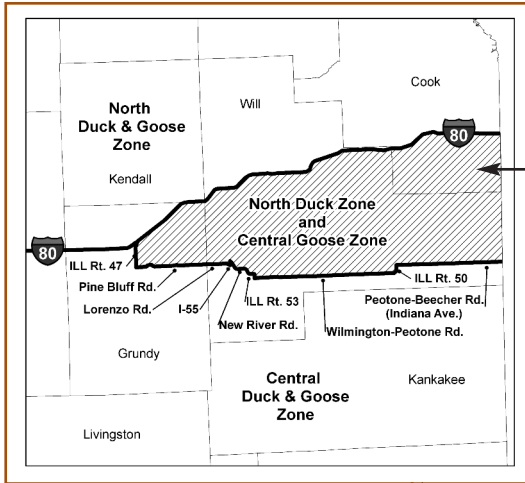 Cook
80
North
Duck & Goose
Zone
Will
Kendall
North Duck Zone
and
Central Goose Zone
80
ILL Rt. 47
Pine Bluff Rd.
Lorenzo Rd.
I-55
ILL Rt. 53
New River Rd.
ILL Rt. 50
Peotone-Beecher Rd.
(Indiana Ave.)
Wilmington-Peotone Rd.
Grundy
Central
Duck & Goose
Zone
Kankakee
Livingston